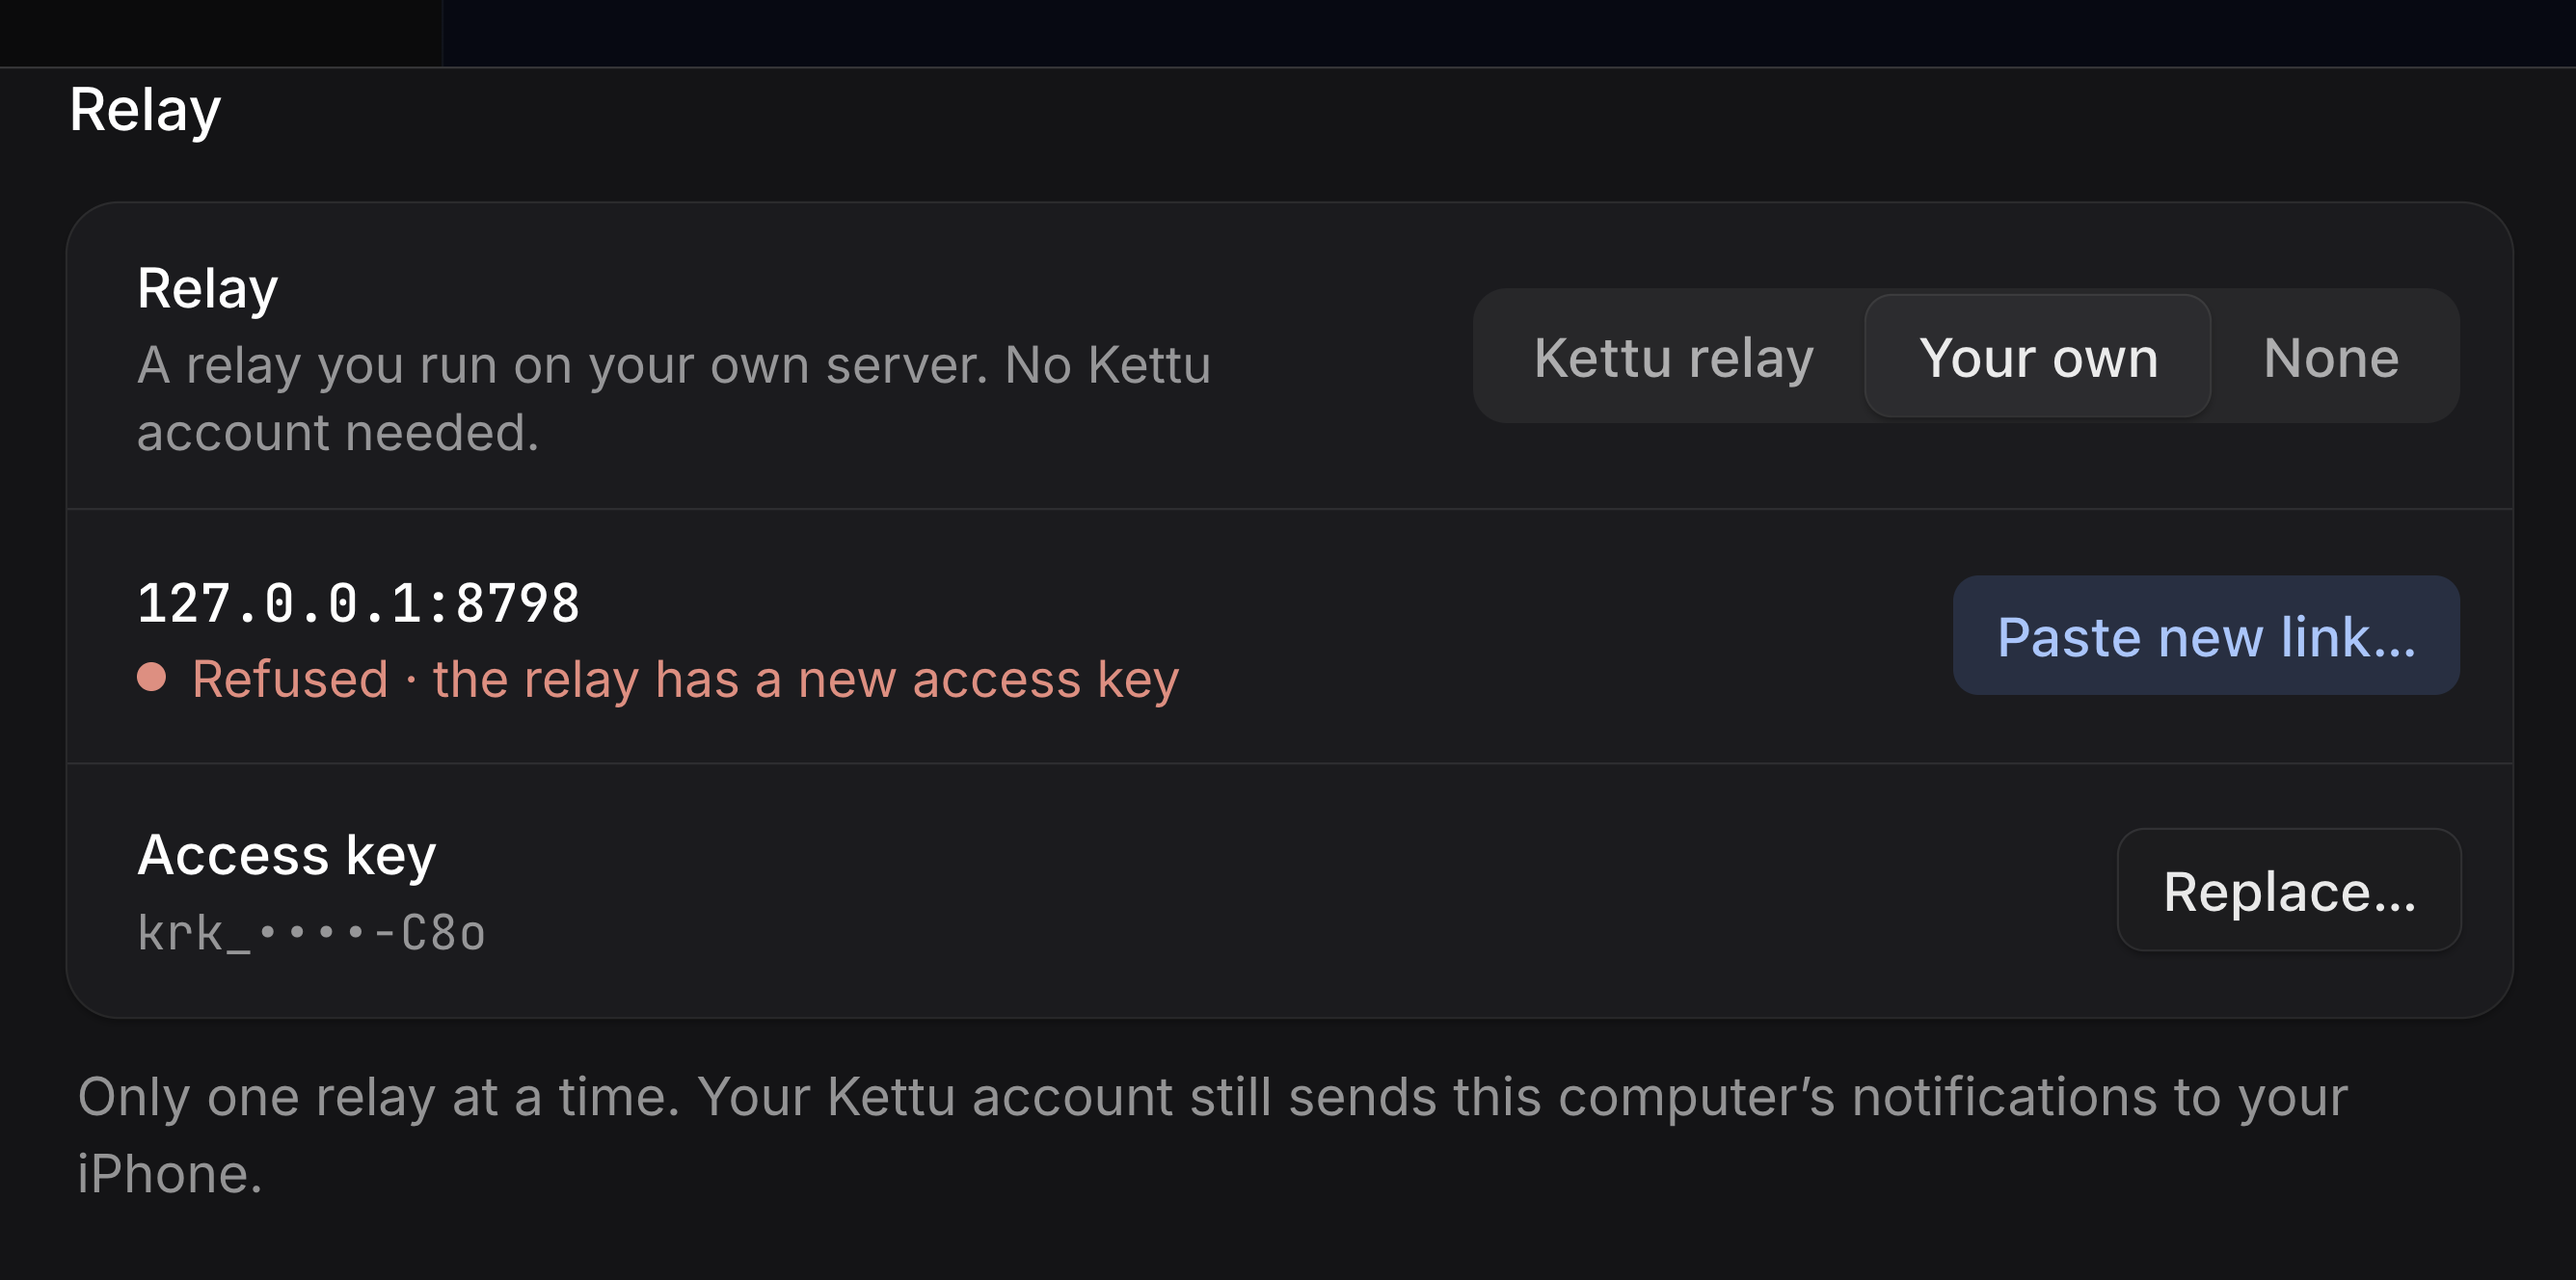 Relay
Relay
A relay you run on your own server. No Kettu
account needed.
Kettu relay
Your own
None
127.0.0.1:8798
Refused · the relay has a new access key
Paste new link...
Access key
krk_••••-C8o
Replace...
Only one relay at a time. Your Kettu account still sends this computer’s notifications to your
iPhone.